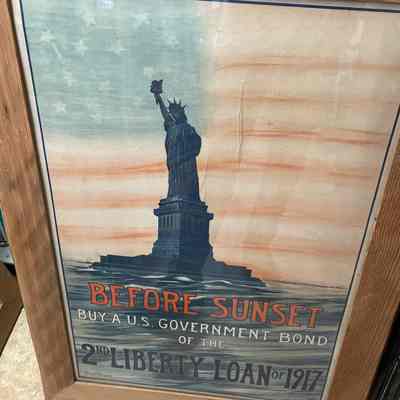 BEFORE SUNSET
BUY A U.S. GOVERNMENT BOND
OF THE
2ND LIBERTY LOAN OF 1917